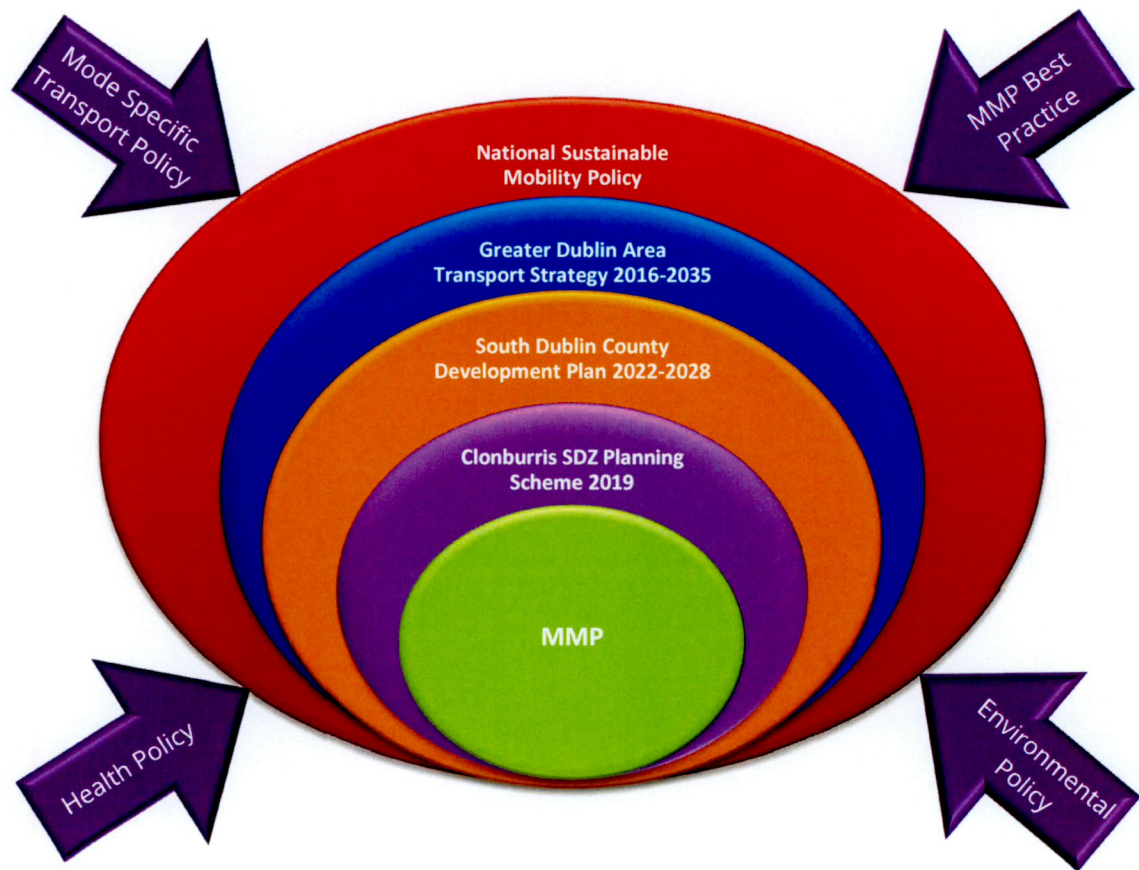 Mode Specific
Transport Policy
MMP Best
Practice
National Sustainable
Mobility Policy
Greater Dublin Area
Transport Strategy 2016-2035
South Dublin County
Development Plan 2022-2028
Clonburris SDZ Planning
Scheme 2019
MMP
Health Policy
Environmental
Policy